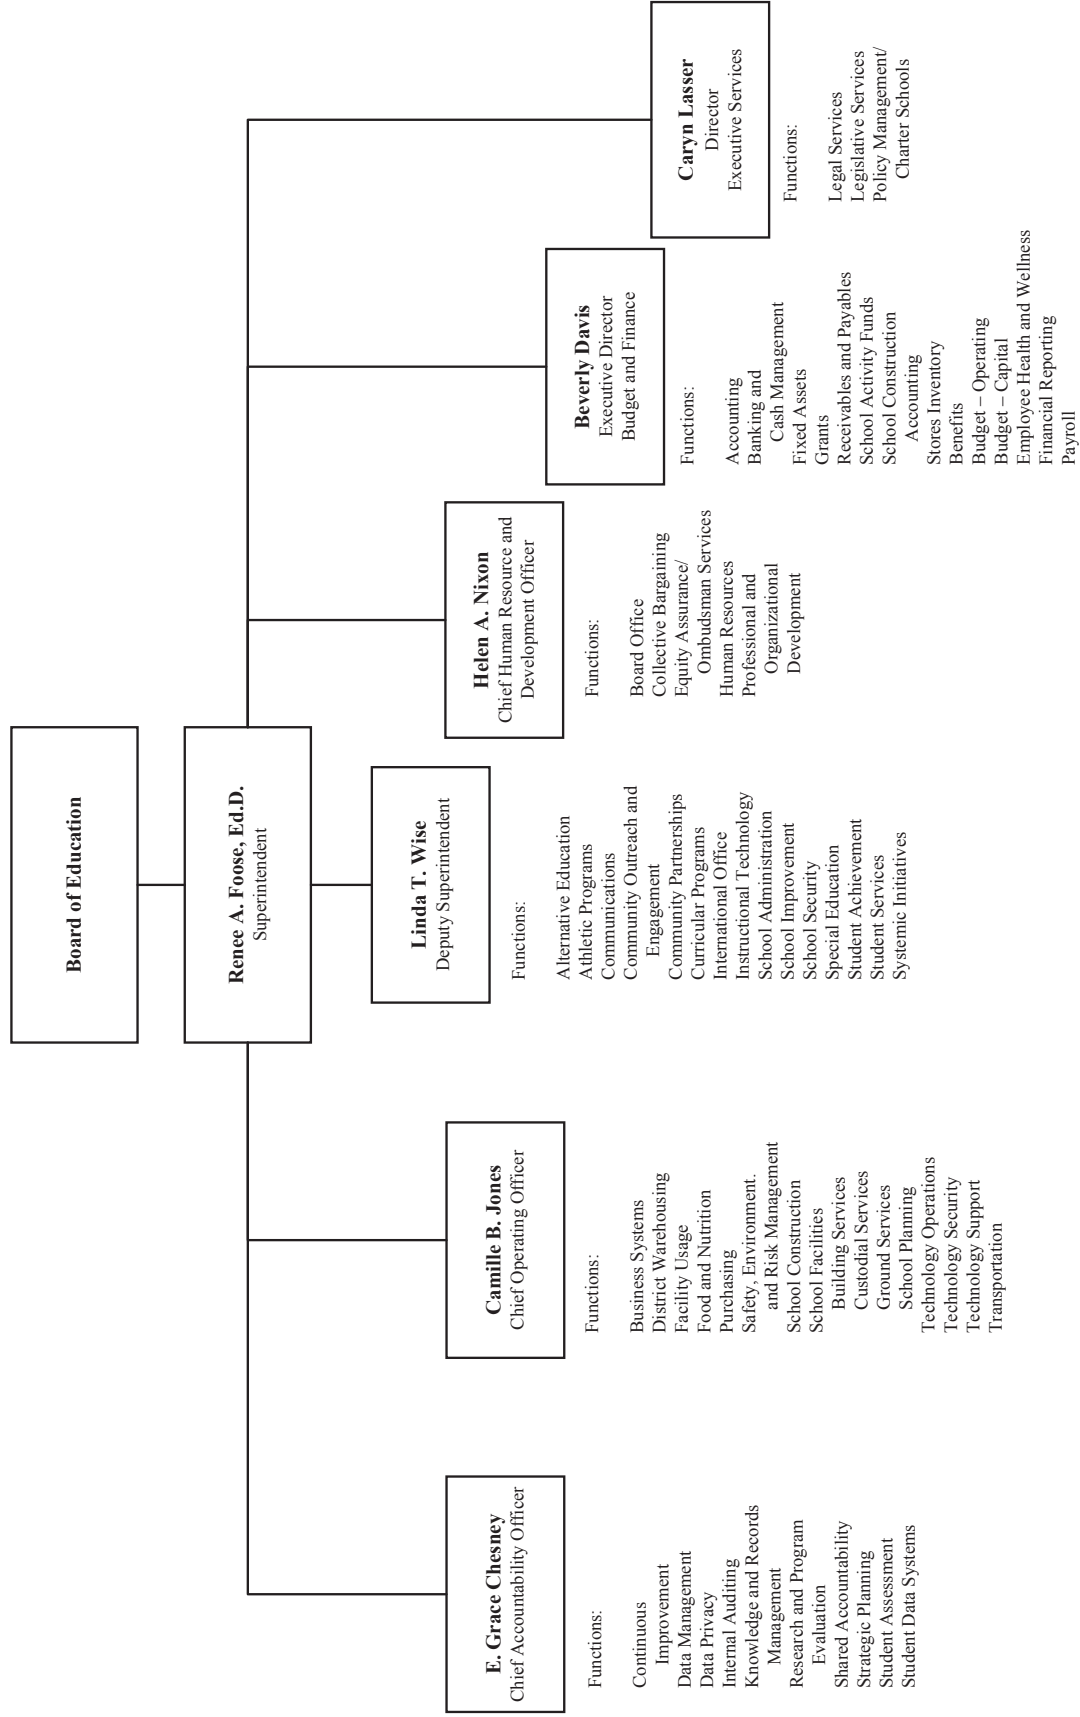 Board of Education
Renee A. Foose, Ed.D.
Superintendent
E. Grace Chesney
Chief Accountability Officer
Functions:
Continuous
Improvement
Data Management
Data Privacy
Internal Auditing
Knowledge and Records
Management
Research and Program
Evaluation
Shared Accountability
Strategic Planning
Student Assessment
Student Data Systems
Camille B. Jones
Chief Operating Officer
Functions:
Business Systems
District Warehousing
Facility Usage
Food and Nutrition
Purchasing
Safety, Environment.
and Risk Management
School Construction
School Facilities
Building Services
Custodial Services
Ground Services
School Planning
Technology Operations
Technology Security
Technology Support
Transportation
Linda T. Wise
Deputy Superintendent
Functions:
Alternative Education
Athletic Programs
Communications
Community Outreach and
Engagement
Community Partnerships
Curricular Programs
International Office
Instructional Technology
School Administration
School Improvement
School Security
Special Education
Student Achievement
Student Services
Systemic Initiatives
Helen A. Nixon
Chief Human Resource and
Development Officer
Functions:
Board Office
Collective Bargaining
Equity Assurance/
Ombudsman Services
Human Resources
Professional and
Organizational
Development
Beverly Davis
Executive Director
Budget and Finance
Functions:
Accounting
Banking and
Cash Management
Fixed Assets
Grants
Receivables and Payables
School Activity Funds
School Construction
Accounting
Stores Inventory
Benefits
Budget – Operating
Budget – Capital
Employee Health and Wellness
Financial Reporting
Payroll
Caryn Lasser
Director
Executive Services
Functions:
Legal Services
Legislative Services
Policy Management/
Charter Schools